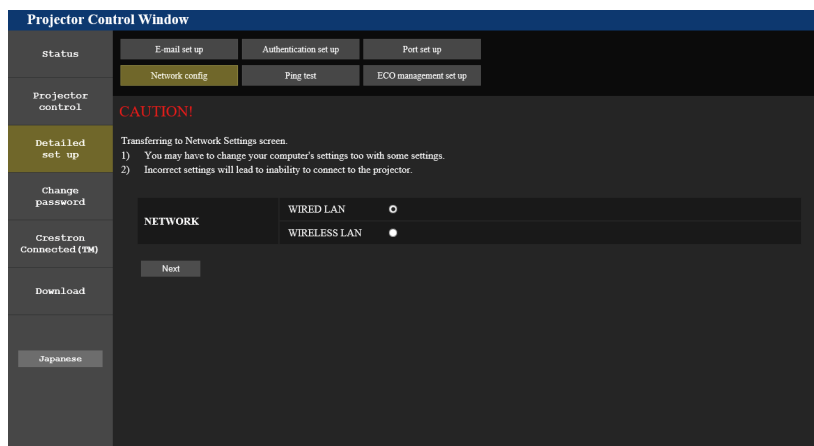 Projector Control Window
Status
Projector
control
Detailed
set up
Change
password
Crestron
Connected(TM)
Download
Japanese
E-mail set up
Authentication set up
Port set up
Network config
Ping test
ECO management set up
CAUTION!
Transferring to Network Settings screen.
1) You may have to change your computer's settings too with some settings.
2) Incorrect settings will lead to inability to connect to the projector.
NETWORK
WIRED LAN
WIRELESS LAN
Next